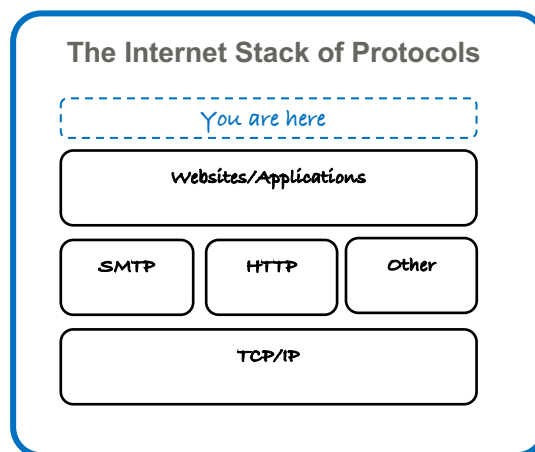 The Internet Stack of Protocols
You are here
Websites/Applications
SMTP HTTP Other
TCP/IP